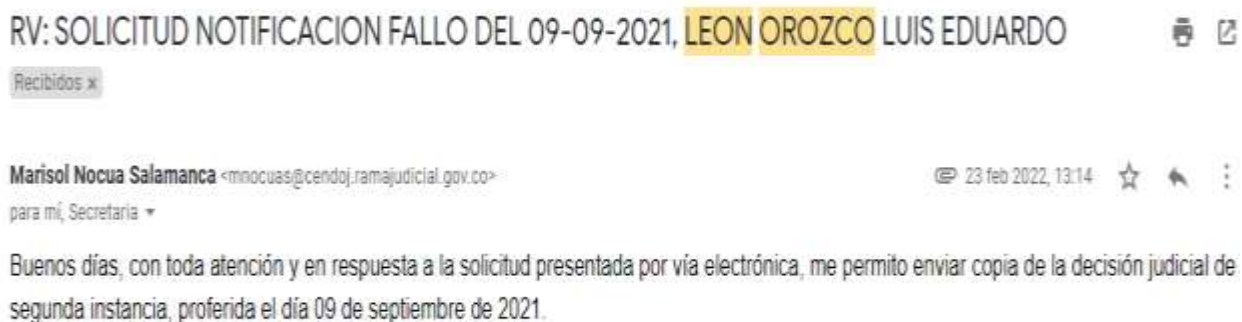 RV: SOLICITUD NOTIFICACION FALLO DEL 09-09-2021, LEON OROZCO LUIS EDUARDO
Recibidos x
Marisol Nocua Salamanca <mnocuas@cendoj.ramajudicial.gov.co>
23 feb 2022, 13:14
para mí, Secretaria
Buenos días, con toda atención y en respuesta a la solicitud presentada por vía electrónica, me permito enviar copia de la decisión judicial de
segunda instancia, proferida el día 09 de septiembre de 2021.